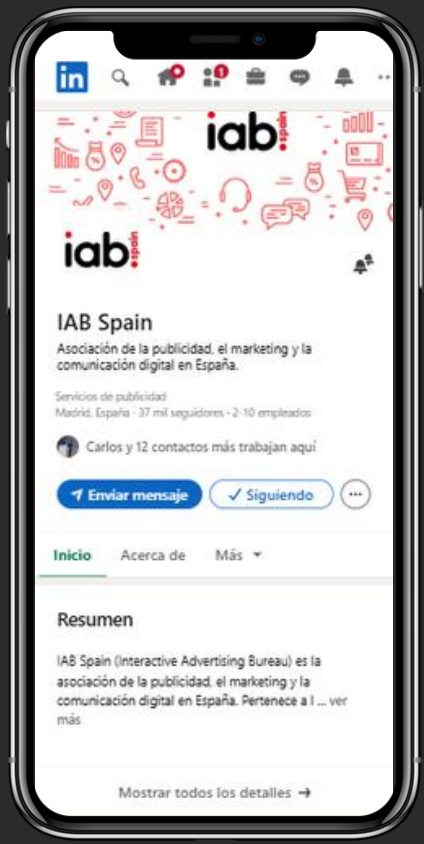 in
1
iab
spain
iab
spain
IAB Spain
Asociación de la publicidad, el marketing y la
comunicación digital en España.
Servicios de publicidad
Madrid, España · 37 mil seguidores · 2-10 empleados
Carlos y 12 contactos más trabajan aquí
Enviar mensaje
Siguiendo
Inicio
Acerca de
Más
Resumen
IAB Spain (Interactive Advertising Bureau) es la
asociación de la publicidad, el marketing y la
comunicación digital en España. Pertenece a l ... ver
más
Mostrar todos los detalles →